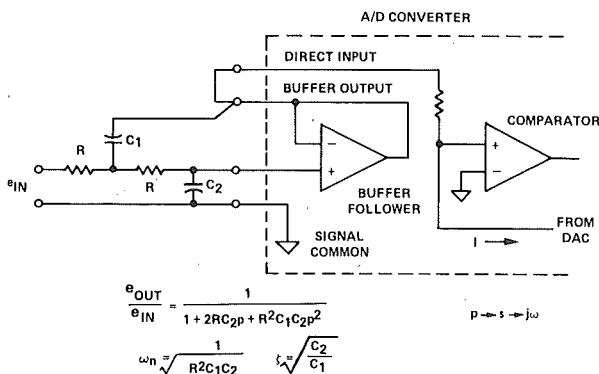 A/D CONVERTER
DIRECT INPUT
BUFFER OUTPUT
COMPARATOR
R
C1
R
C2
eIN
−
+
+
−
BUFFER
FOLLOWER
SIGNAL
COMMON
I →
FROM
DAC
eOUT / eIN = 1 / (1 + 2RC2p + R²C1C2p²)
p → s → jω
ωn = √(1 / R²C1C2)
ζ = √(C2 / C1)